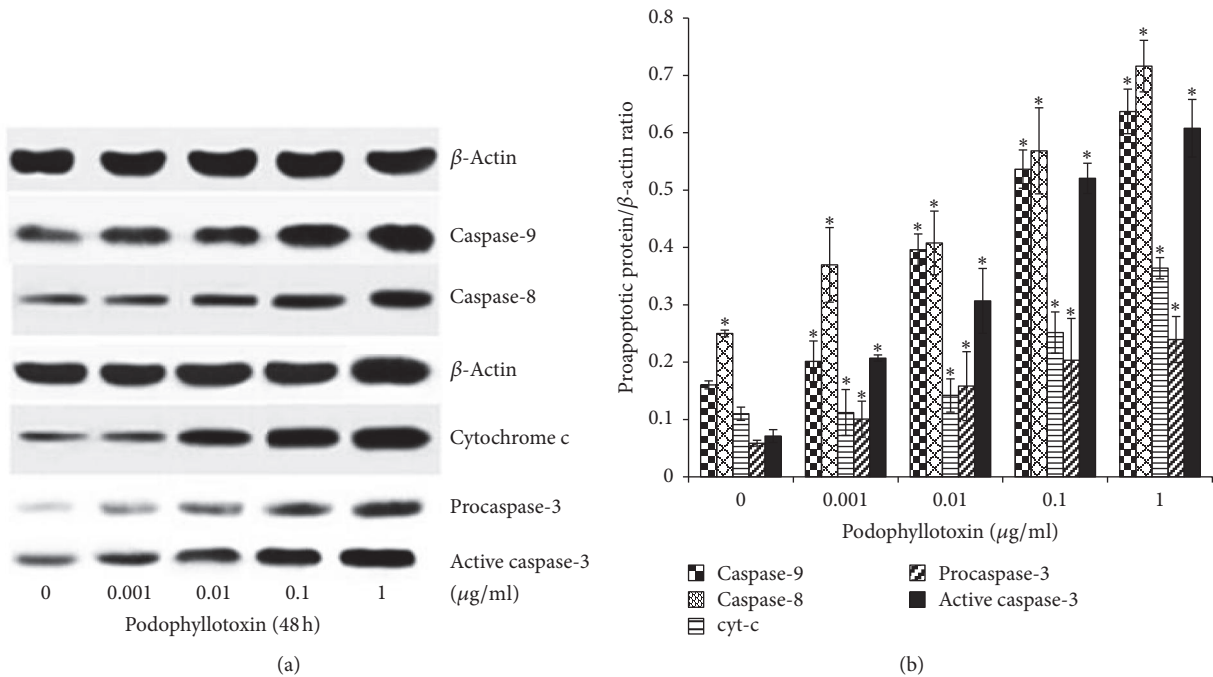 β-Actin
Caspase-9
Caspase-8
β-Actin
Cytochrome c
Procaspase-3
Active caspase-3
0 0.001 0.01 0.1 1 (μg/ml)
Podophyllotoxin (48 h)
(a)
Proapoptotic protein/β-actin ratio
0.8
0.7
0.6
0.5
0.4
0.3
0.2
0.1
0
* * * * * * * * * * * * * * * * * * * * *
0 0.001 0.01 0.1 1
Podophyllotoxin (μg/ml)
Caspase-9
Caspase-8
cyt-c
Procaspase-3
Active caspase-3
(b)